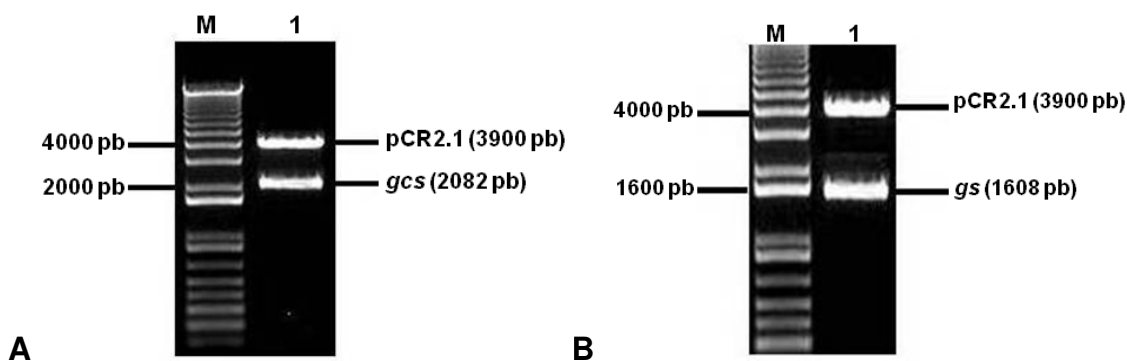 M 1
4000 pb
pCR2.1 (3900 pb)
2000 pb
gcs (2082 pb)
A
M 1
4000 pb
pCR2.1 (3900 pb)
1600 pb
gs (1608 pb)
B